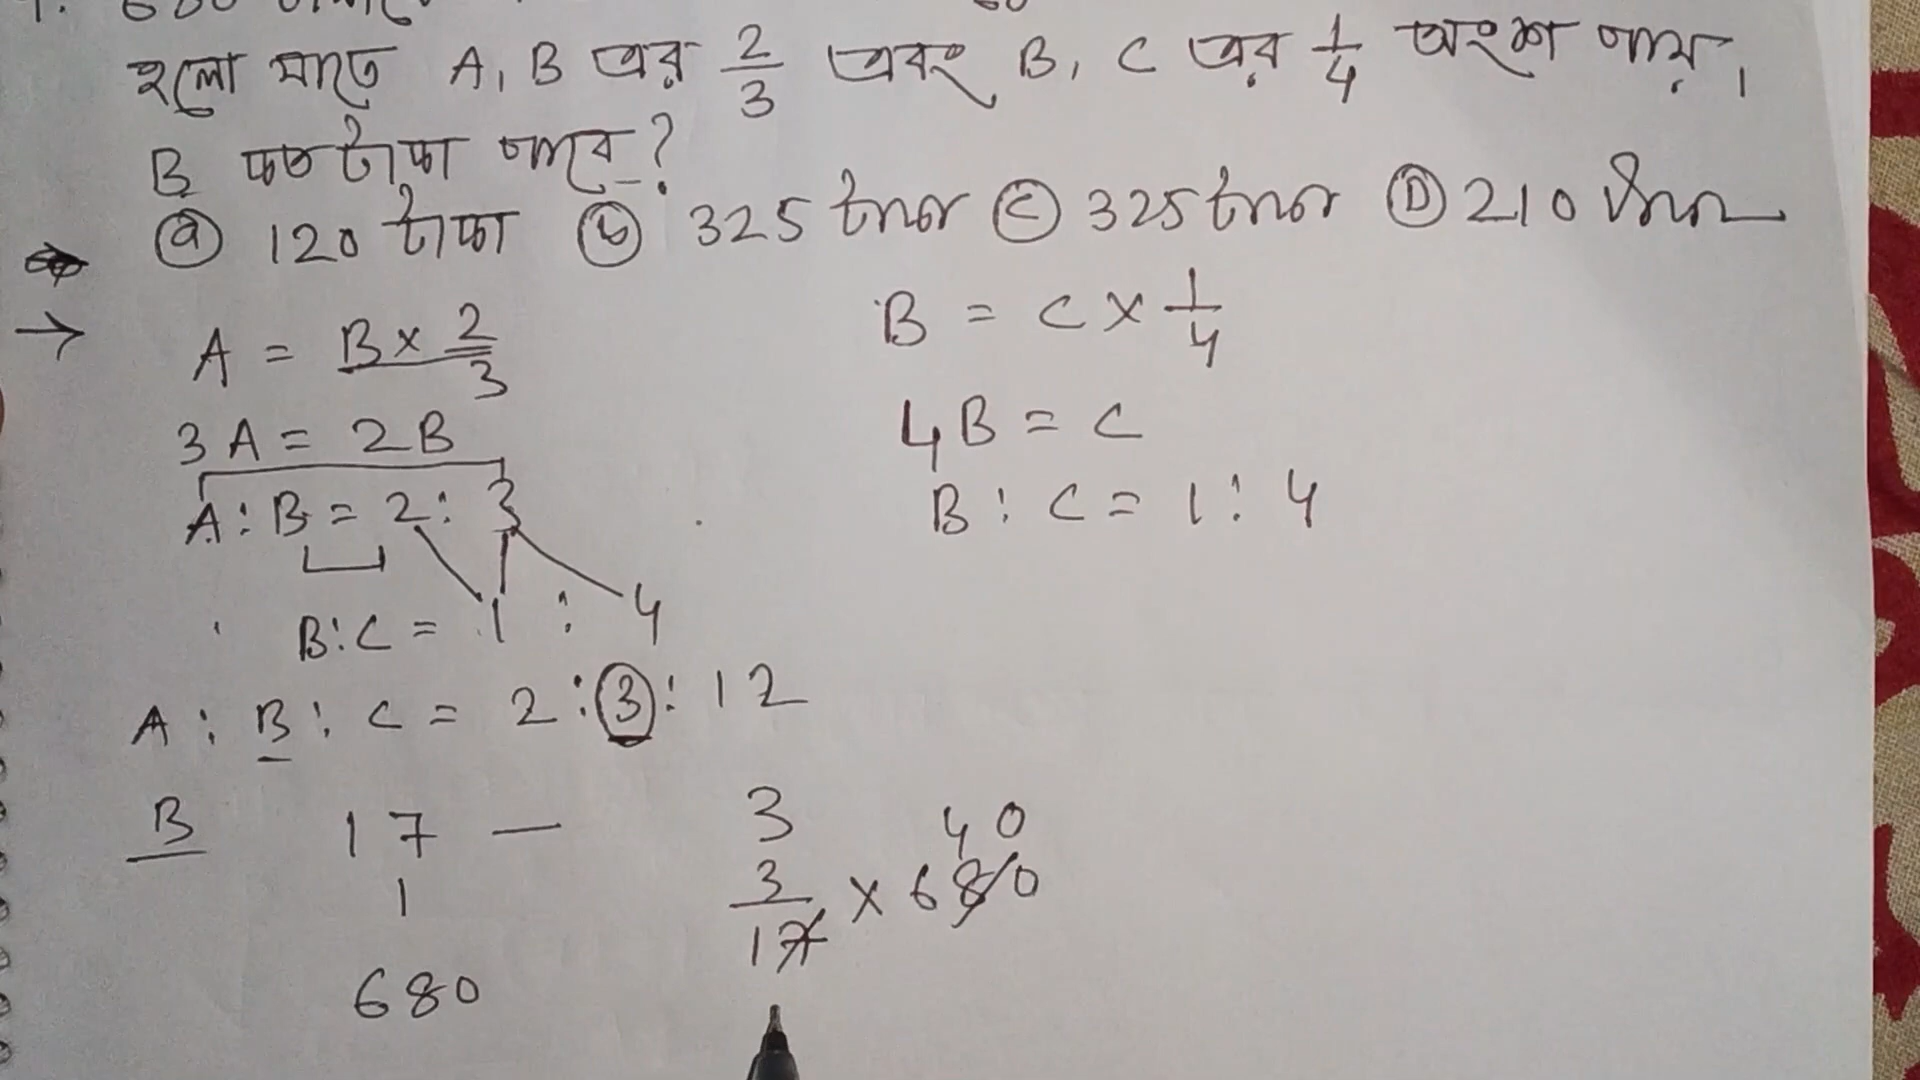 680
হলো যাতে A, B এর 2/3 এবং B, C এর 1/4 অংশ পায়।
B কত টাকা পাবে?
(a) 120 টাকা (b) 325 টাকা (c) 325 টাকা (D) 210 টাকা
→ A = B × 2/3
B = C × 1/4
3A = 2B
4B = C
A : B = 2 : 3
B : C = 1 : 4
B : C = 1 : 4
A : B : C = 2 : 3 : 12
B 17 — 3
1 3/17 × 680 40
680